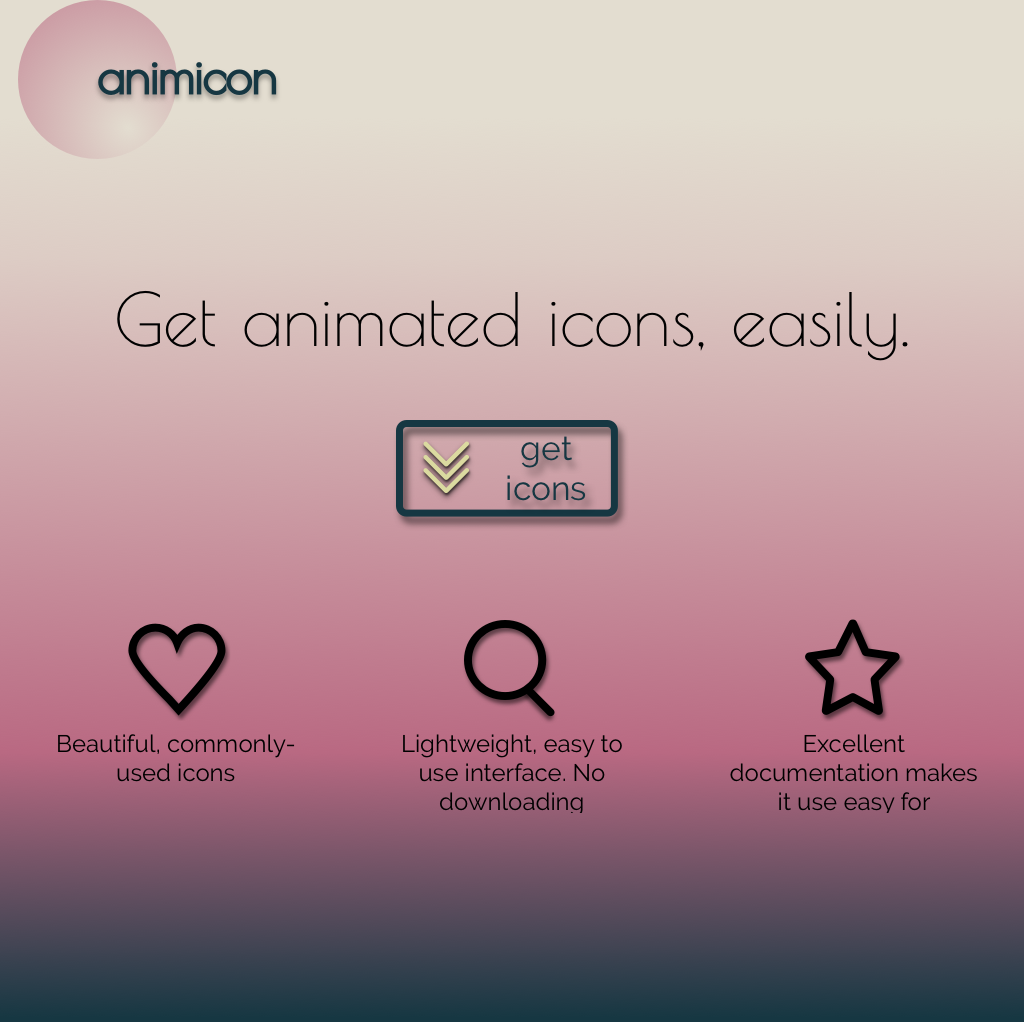 animicon
Get animated icons, easily.
get
icons
Beautiful, commonly-
used icons
Lightweight, easy to
use interface. No
downloading
Excellent
documentation makes
it use easy for